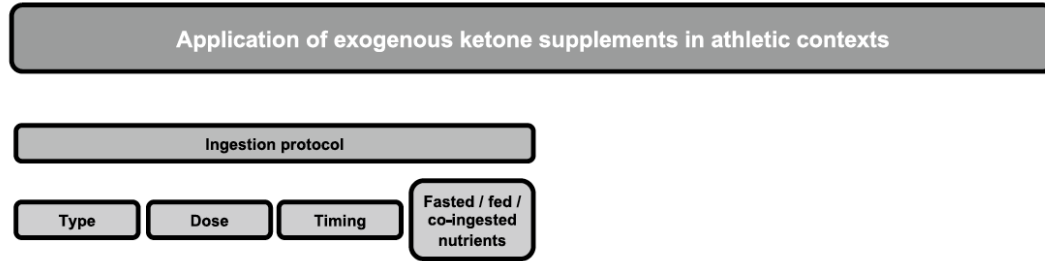 Application of exogenous ketone supplements in athletic contexts
Ingestion protocol
Type
Dose
Timing
Fasted / fed /
co-ingested
nutrients